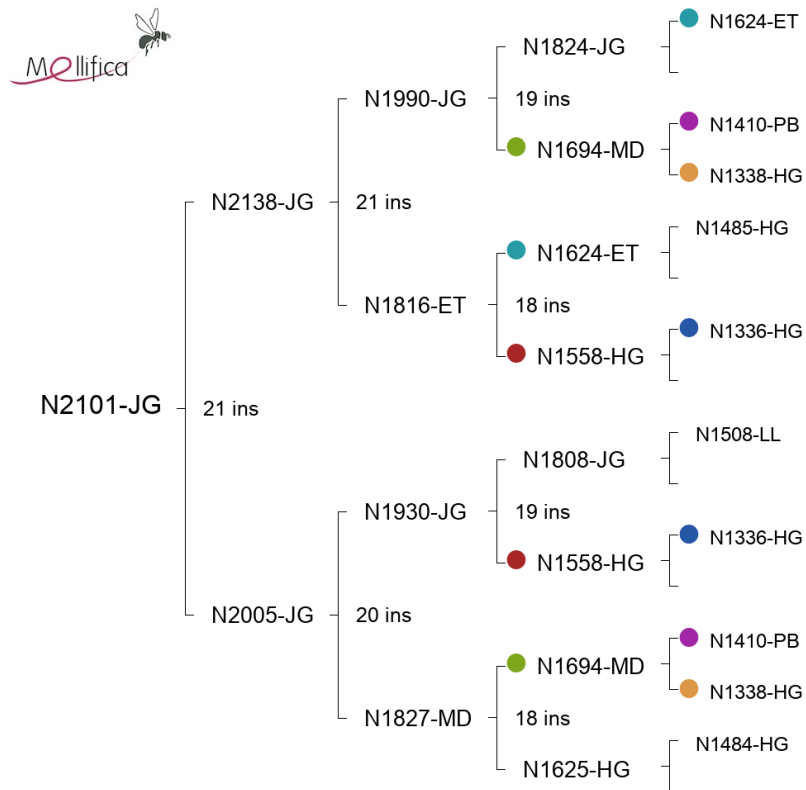 Mellifica
N1624-ET
N1824-JG
N1990-JG
19 ins
N1410-PB
N1694-MD
N1338-HG
N2138-JG
21 ins
N1485-HG
N1624-ET
N1816-ET
18 ins
N1336-HG
N1558-HG
N2101-JG
21 ins
N1508-LL
N1808-JG
N1930-JG
19 ins
N1336-HG
N1558-HG
N2005-JG
20 ins
N1410-PB
N1694-MD
N1338-HG
N1827-MD
18 ins
N1484-HG
N1625-HG